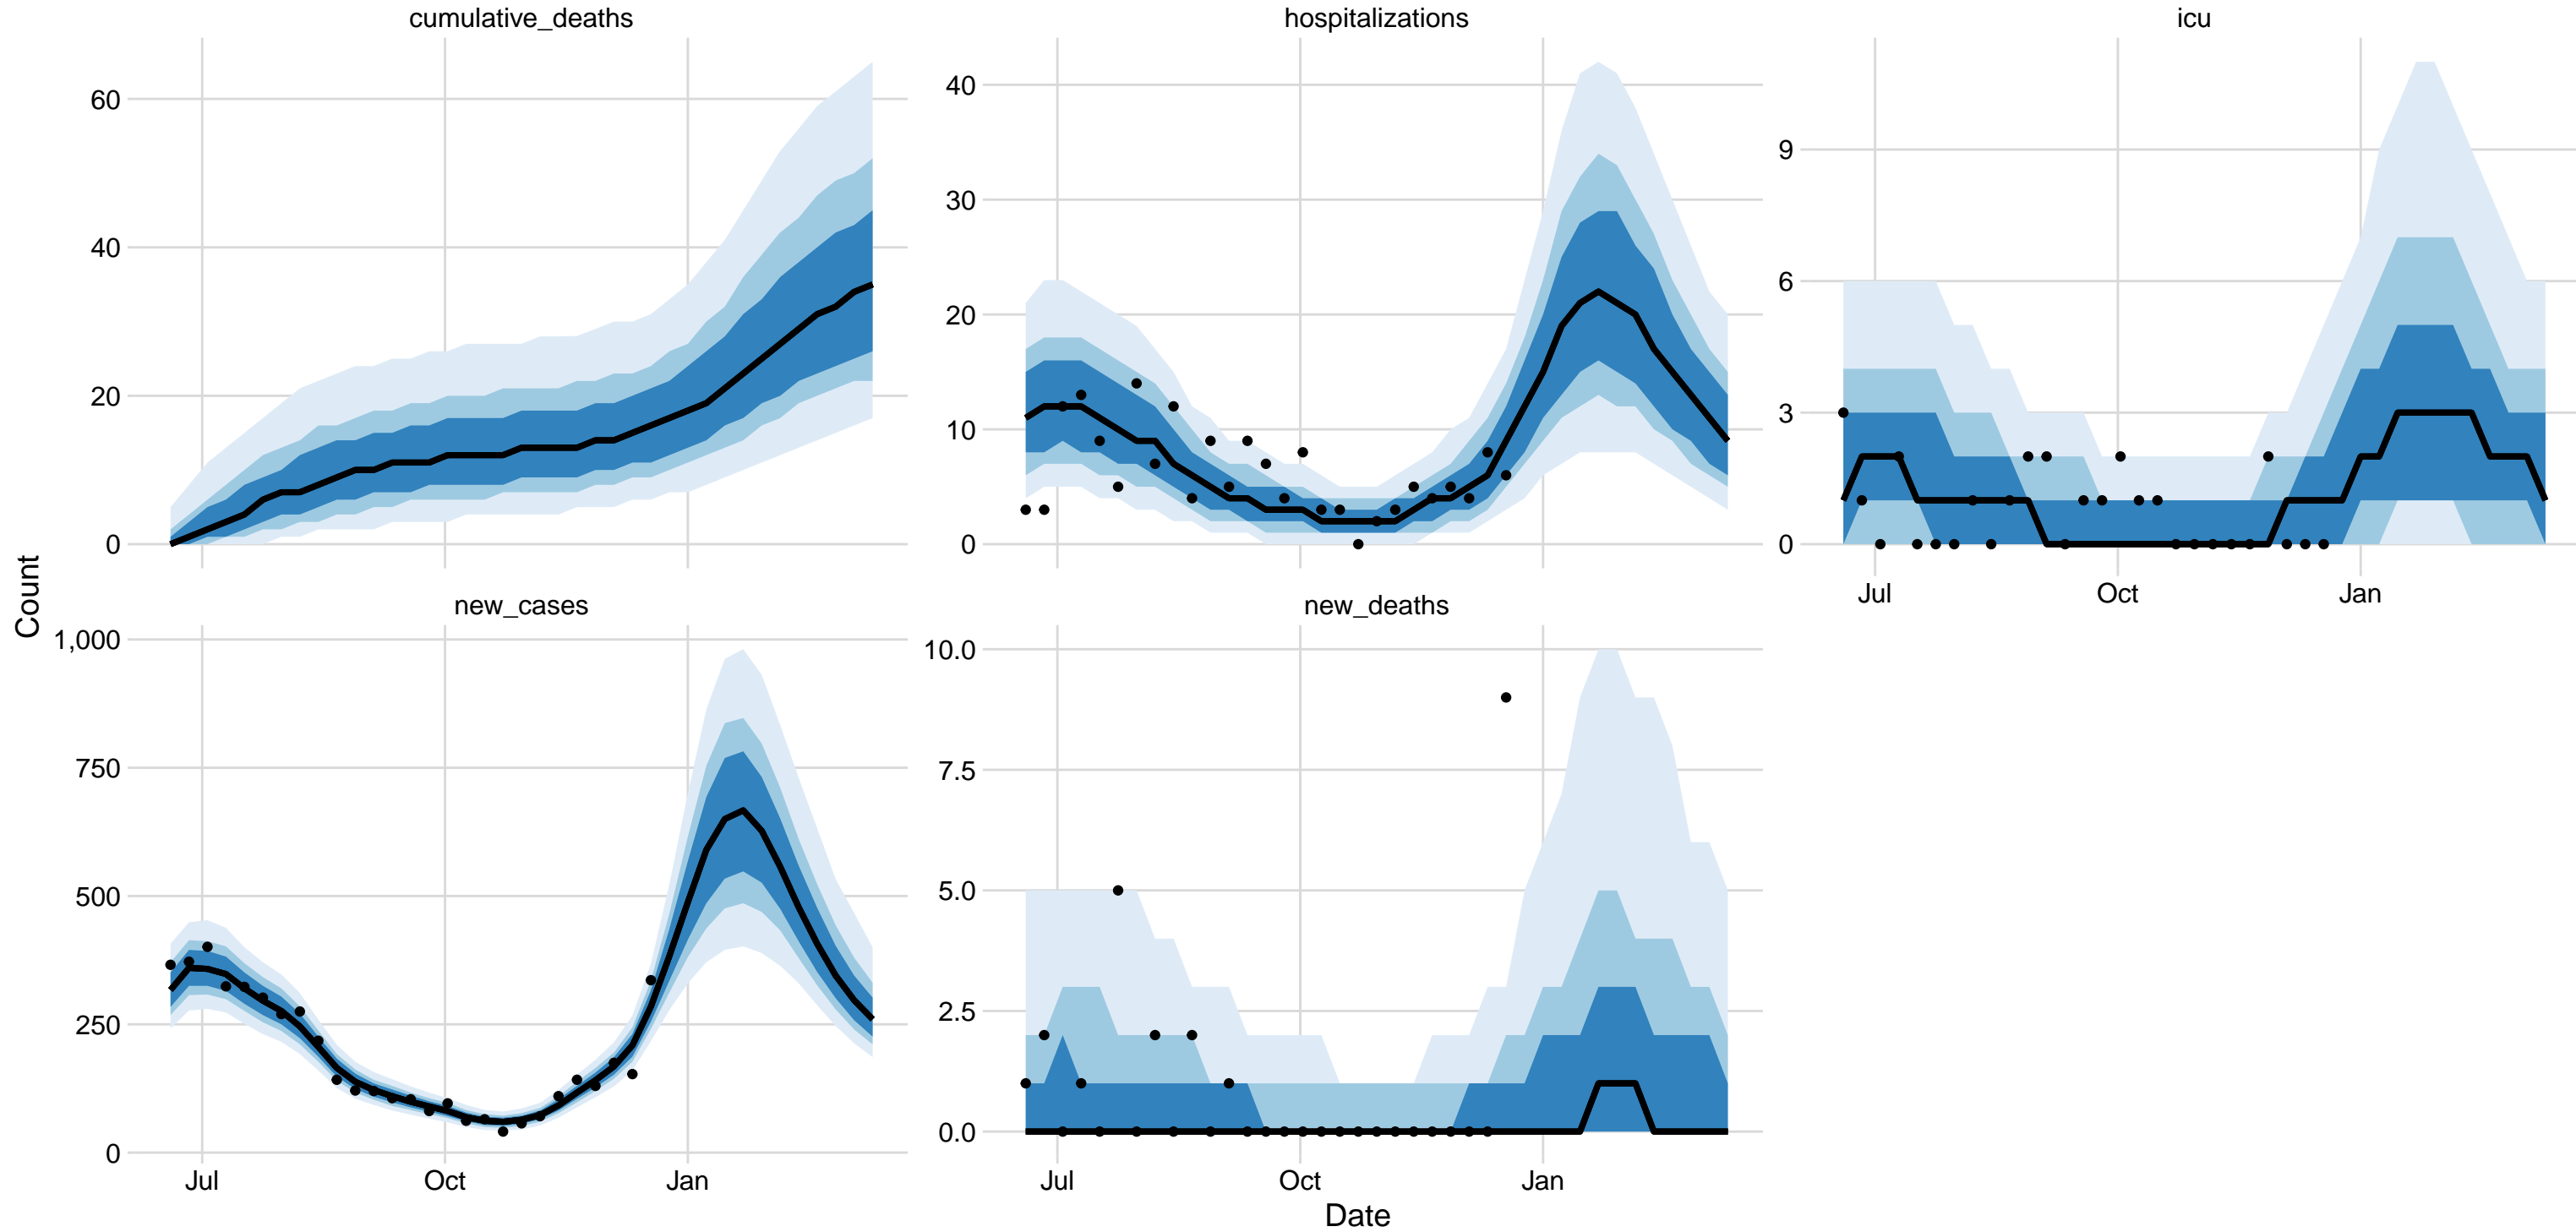 cumulative_deaths
hospitalizations
icu
60
40
20
0
40
30
20
10
0
9
6
3
0
Jul Oct Jan
Count
new_cases
new_deaths
1,000
750
500
250
0
10.0
7.5
5.0
2.5
0.0
Jul Oct Jan
Jul Oct Jan
Date